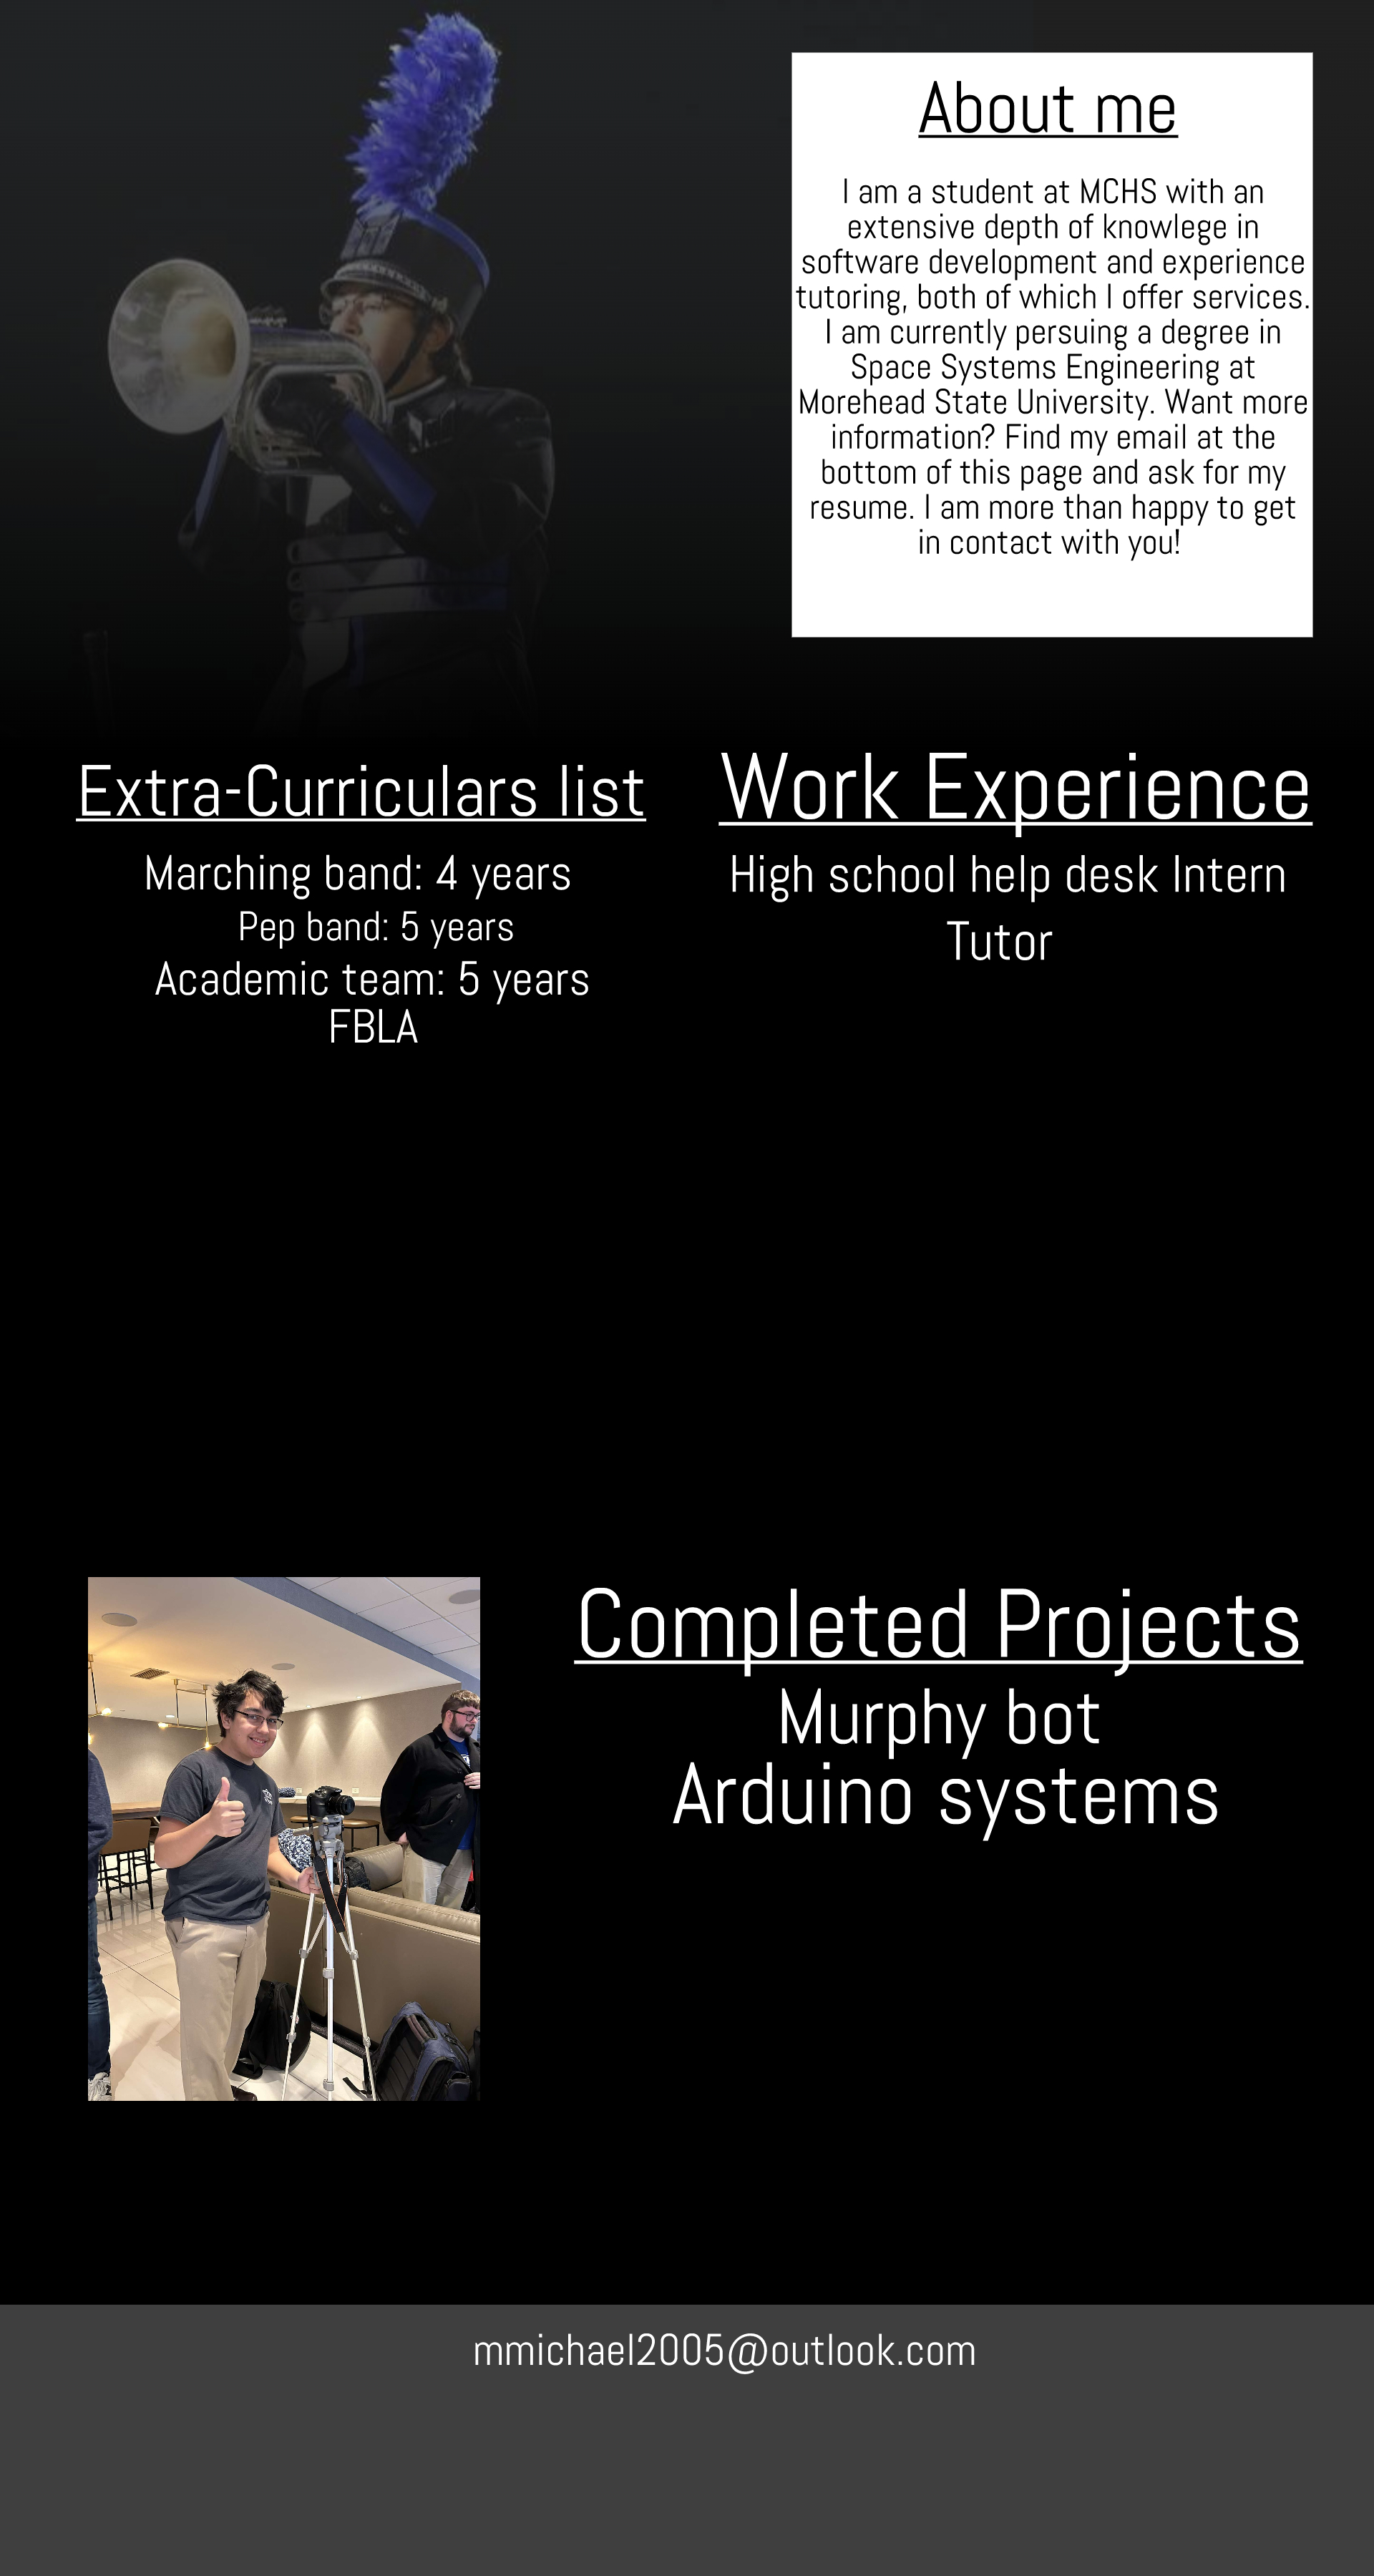 About me
I am a student at MCHS with an
extensive depth of knowlege in
software development and experience
tutoring, both of which I offer services.
I am currently persuing a degree in
Space Systems Engineering at
Morehead State University. Want more
information? Find my email at the
bottom of this page and ask for my
resume. I am more than happy to get
in contact with you!
Extra-Curriculars list
Marching band: 4 years
Pep band: 5 years
Academic team: 5 years
FBLA
Work Experience
High school help desk Intern
Tutor
Completed Projects
Murphy bot
Arduino systems
mmichael2005@outlook.com